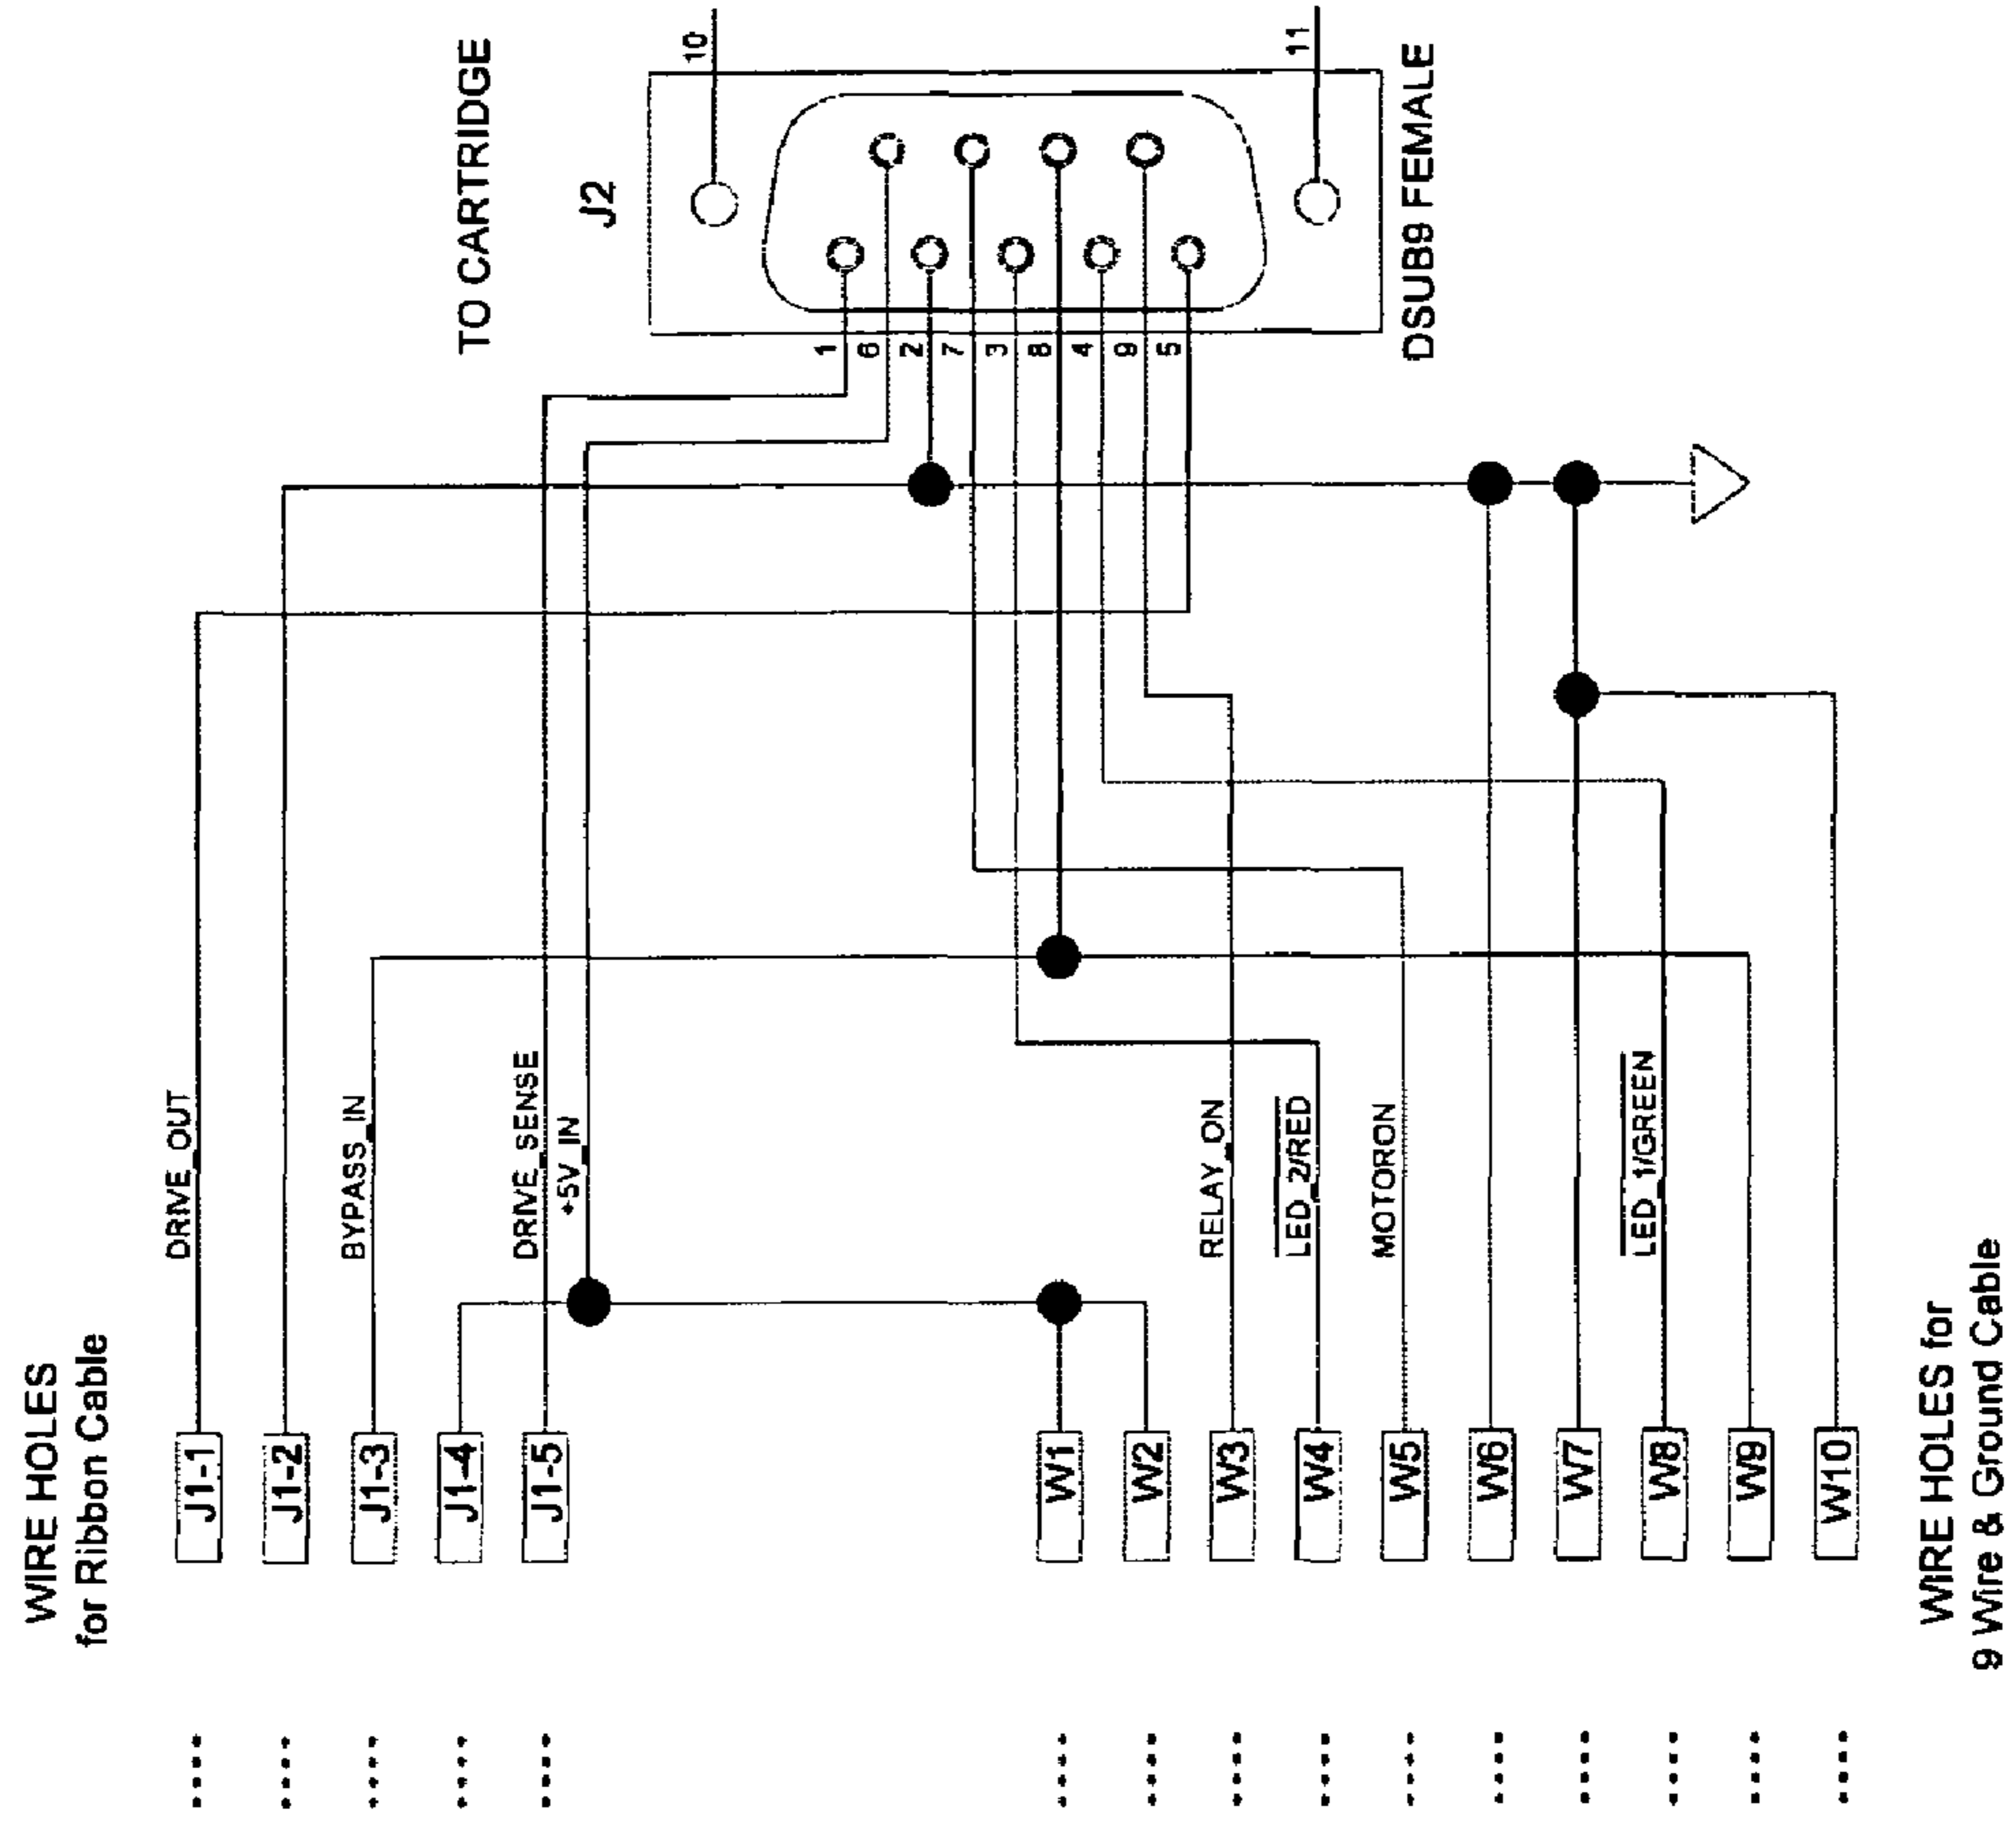 WIRE HOLES
for Ribbon Cable
J1-1
DRIVE_OUT
J1-2
J1-3
BYPASS_IN
J1-4
J1-5
DRIVE_SENSE
+5V_IN
TO CARTRIDGE
J2
10
11
1
6
2
7
3
8
4
9
5
DSUB9 FEMALE
W1
W2
W3
RELAY_ON
W4
LED_2/RED
W5
MOTORON
W6
W7
W8
LED_1/GREEN
W9
W10
WIRE HOLES for
9 Wire & Ground Cable